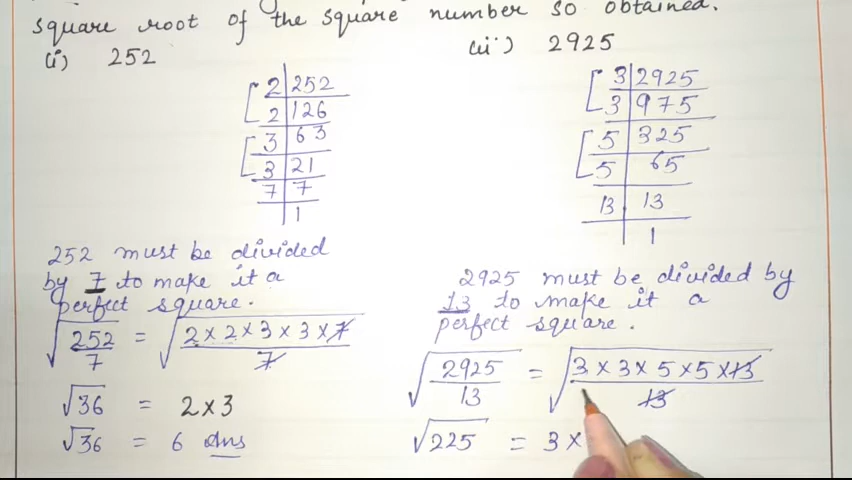 square root of the square number so obtained.
(i) 252
2 252
2 126
3 63
3 21
7 7
1
252 must be divided
by 7 to make it a
perfect square.
√252/7 = √2×2×3×3×7/7
√36 = 2×3
√36 = 6 Ans
(ii) 2925
3 2925
3 975
5 325
5 65
13 13
1
2925 must be divided by
13 to make it a
perfect square.
√2925/13 = √3×3×5×5×13/13
√225 = 3×